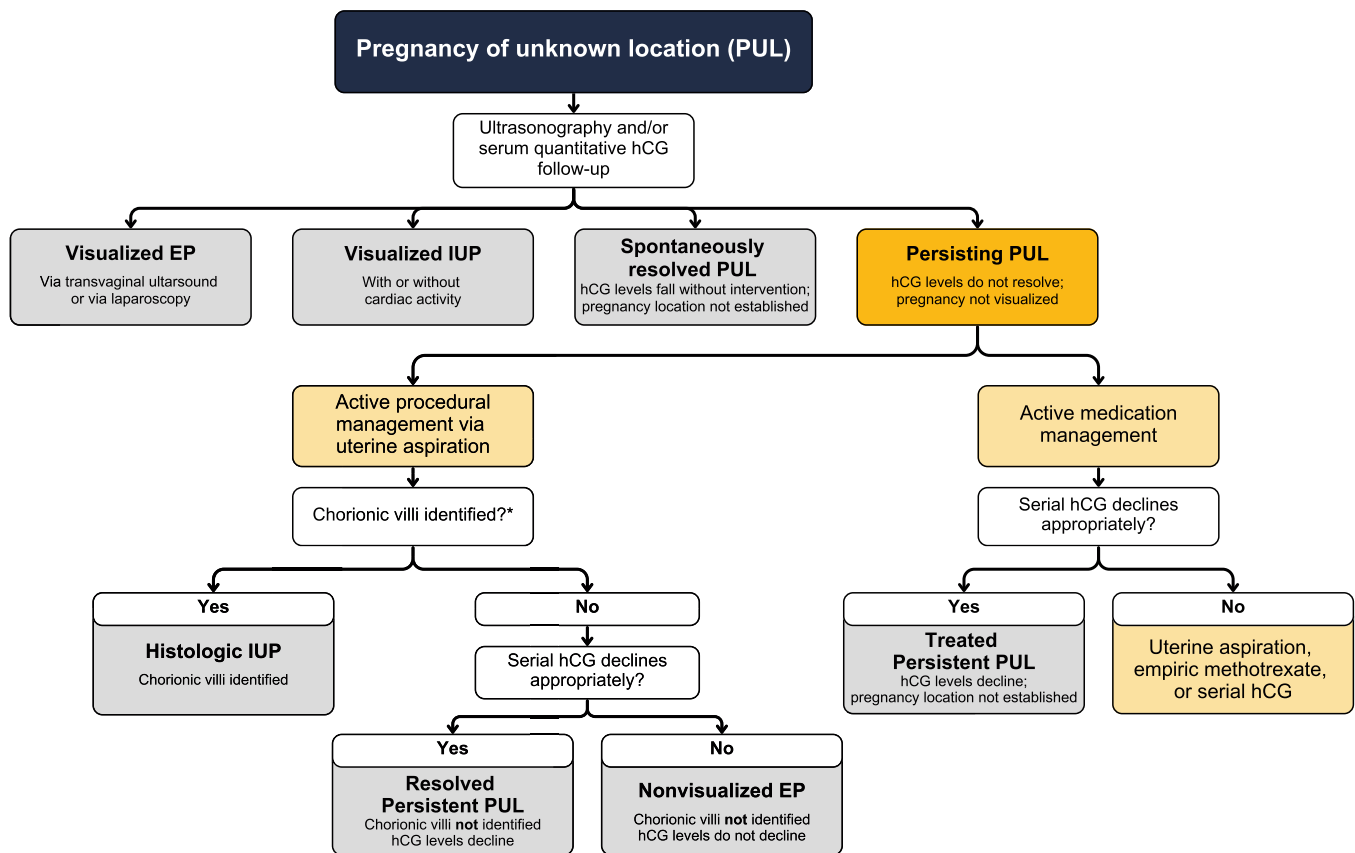 Pregnancy of unknown location (PUL)
Ultrasonography and/or
serum quantitative hCG
follow-up
Visualized EP
Via transvaginal ultarsound
or via laparoscopy
Visualized IUP
With or without
cardiac activity
Spontaneously
resolved PUL
hCG levels fall without intervention;
pregnancy location not established
Persisting PUL
hCG levels do not resolve;
pregnancy not visualized
Active procedural
management via
uterine aspiration
Active medication
management
Chorionic villi identified?*
Serial hCG declines
appropriately?
Yes
Histologic IUP
Chorionic villi identified
No
Serial hCG declines
appropriately?
Yes
Treated
Persistent PUL
hCG levels decline;
pregnancy location not established
No
Uterine aspiration,
empiric methotrexate,
or serial hCG
Yes
Resolved
Persistent PUL
Chorionic villi not identified
hCG levels decline
No
Nonvisualized EP
Chorionic villi not identified
hCG levels do not decline